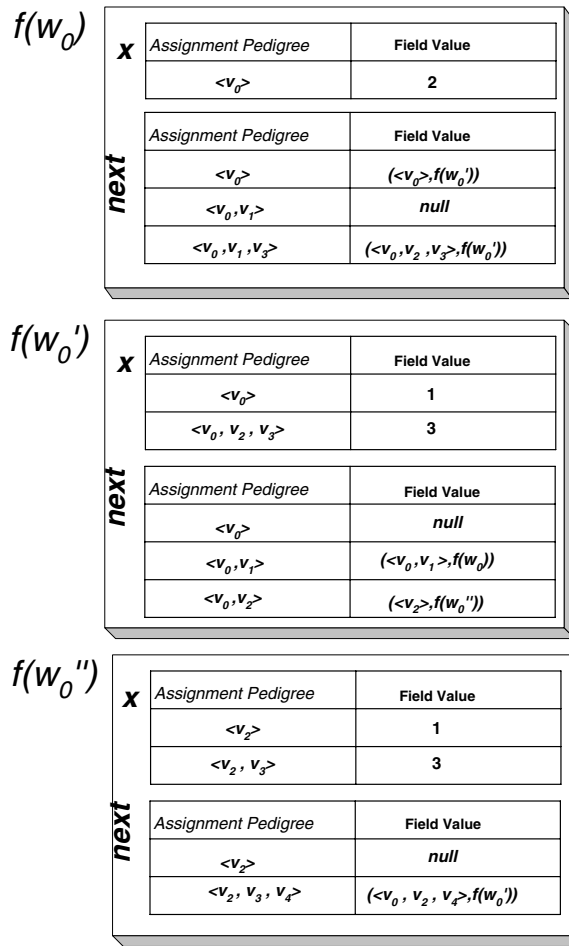 f(w0)
x
Assignment Pedigree Field Value
<v0> 2
next
Assignment Pedigree Field Value
<v0> (<v0>,f(w0'))
<v0 ,v1> null
<v0 ,v1 ,v3> (<v0 ,v2 ,v3>,f(w0'))
f(w0')
x
Assignment Pedigree Field Value
<v0> 1
<v0 , v2 , v3> 3
next
Assignment Pedigree Field Value
<v0> null
<v0 ,v1> (<v0 ,v1 >,f(w0))
<v0 ,v2> (<v2>,f(w0''))
f(w0'')
x
Assignment Pedigree Field Value
<v2> 1
<v2 , v3> 3
next
Assignment Pedigree Field Value
<v2> null
<v2 , v3 , v4> (<v0 , v2 , v4>,f(w0'))